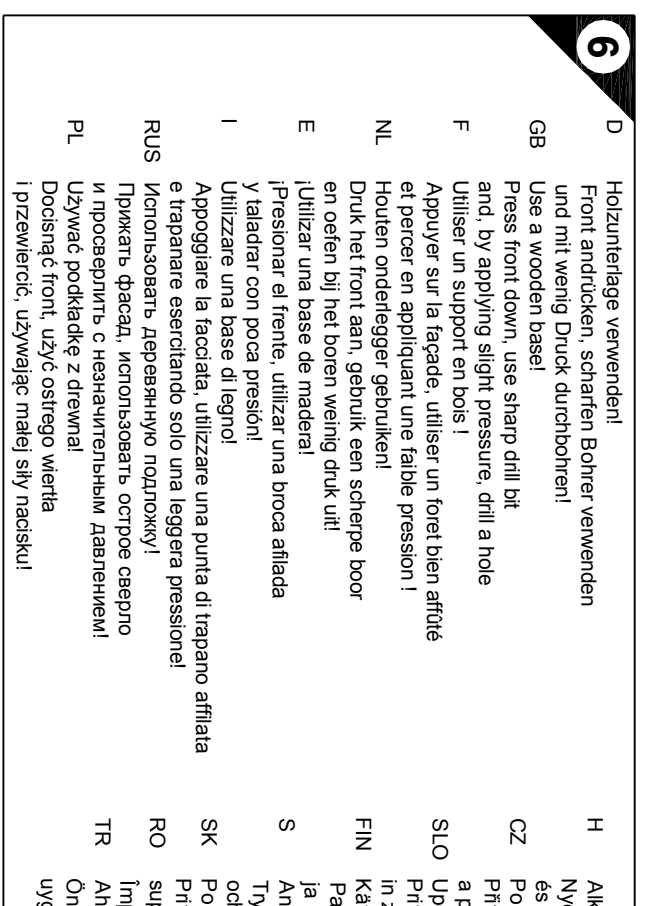 6
D Holzunterlage verwenden!
Front andrücken, scharfen Bohrer verwenden
und mit wenig Druck durchbohren!
GB Use a wooden base!
Press front down, use sharp drill bit
and, by applying slight pressure, drill a hole
F Utiliser un support en bois !
Appuyer sur la façade, utiliser un foret bien affûté
et percer en appliquant une faible pression !
NL Houten onderlegger gebruiken!
Druk het front aan, gebruik een scherpe boor
en oefen bij het boren weinig druk uit!
E ¡Utilizar una base de madera!
¡Presionar el frente, utilizar una broca afilada
y taladrar con poca presión!
I Utilizzare una base di legno!
Appoggiare la facciata, utilizzare una punta di trapano affilata
e trapanare esercitando solo una leggera pressione!
RUS Использовать деревянную подложку!
Прижать фасад, использовать острое сверло
и просверлить с незначительным давлением!
PL Używać podkładkę z drewna!
Docisnąć front, użyć ostrego wiertła
i przewiercić, używając małej siły nacisku!
H
és
CZ
a
SLO
in
FIN
ja
S
SK
RO
TR